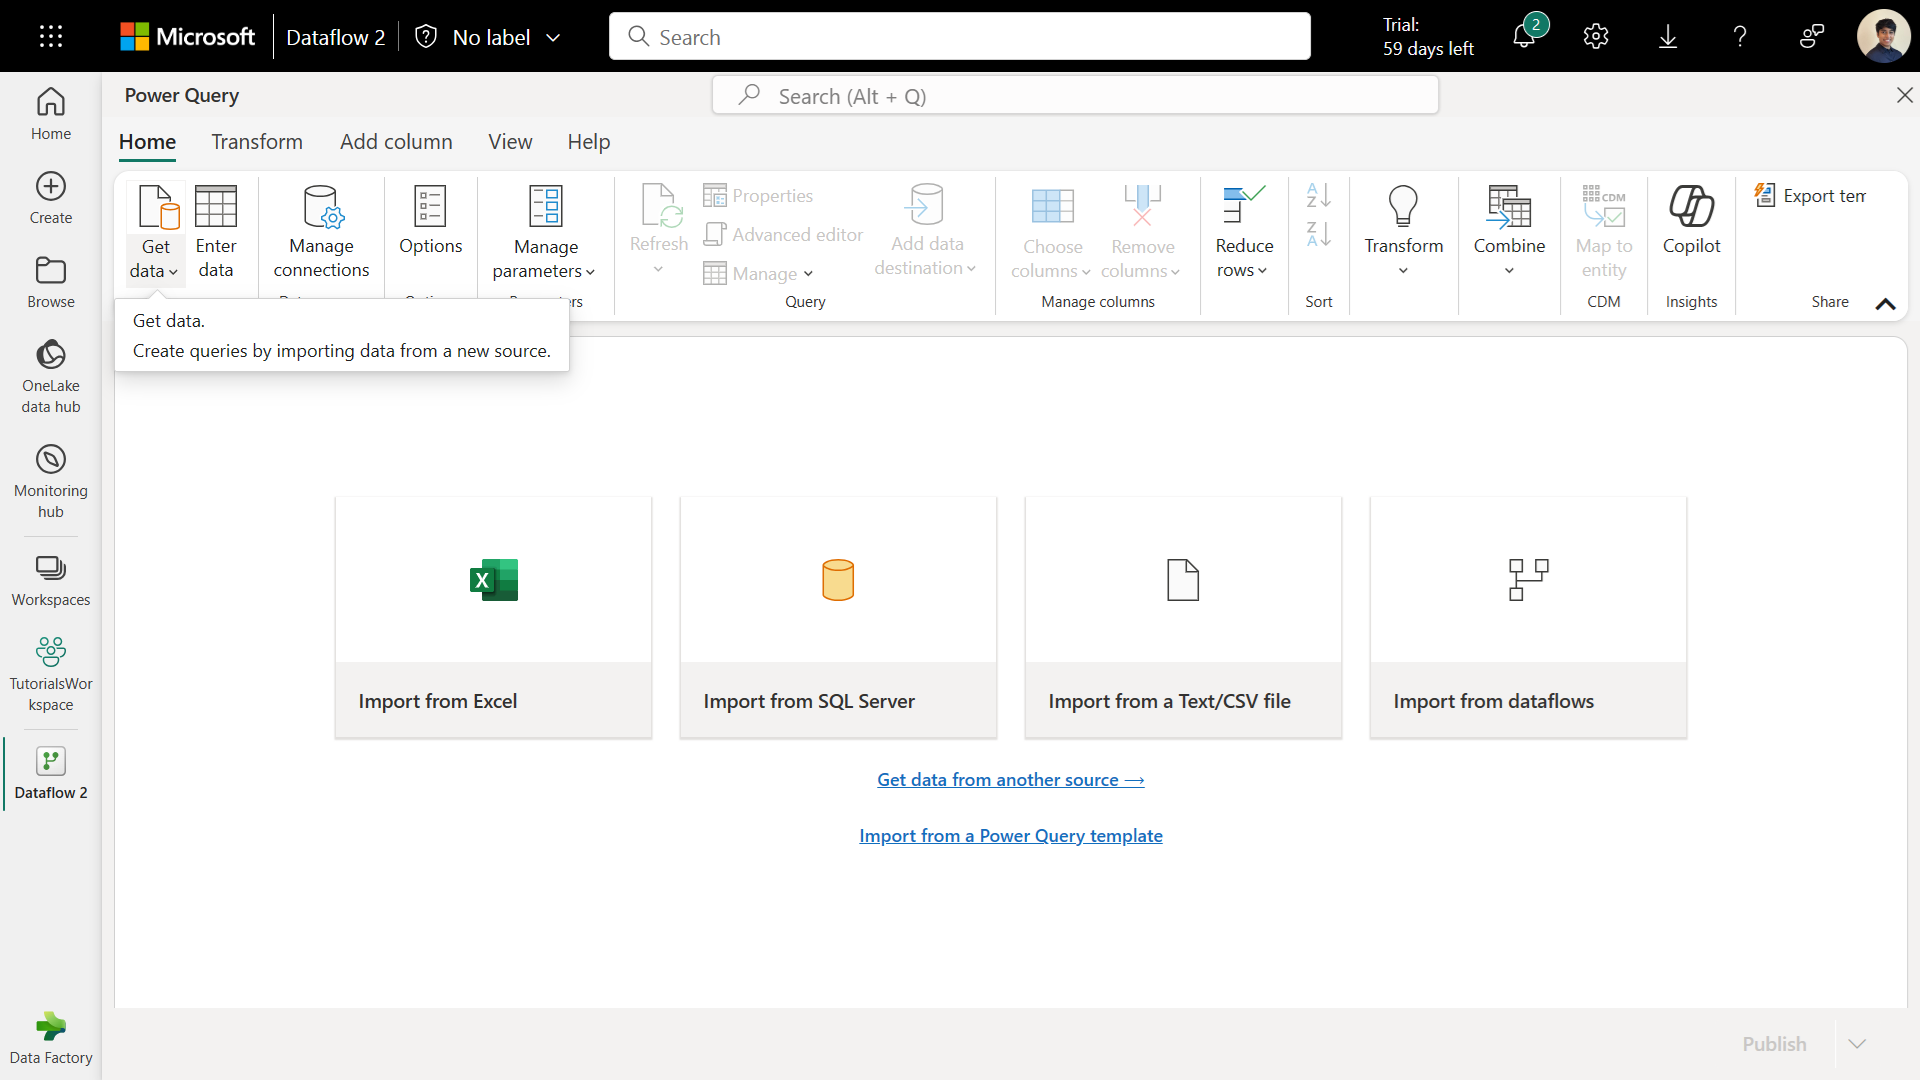 Microsoft
Dataflow 2
No label
Search
Trial:
59 days left
2
Power Query
Search (Alt + Q)
Home
Transform
Add column
View
Help
Get
data
Enter
data
Manage
connections
Options
Manage
parameters
Refresh
Properties
Advanced editor
Manage
Add data
destination
Query
Choose
columns
Remove
columns
Manage columns
Reduce
rows
A
Z
Z
A
Sort
Transform
Combine
CDM
Map to
entity
CDM
Copilot
Insights
Export tem
Share
Get data.
Create queries by importing data from a new source.
Home
Create
Browse
OneLake
data hub
Monitoring
hub
Workspaces
TutorialsWor
kspace
Dataflow 2
Data Factory
X
Import from Excel
Import from SQL Server
Import from a Text/CSV file
Import from dataflows
Get data from another source →
Import from a Power Query template
Publish